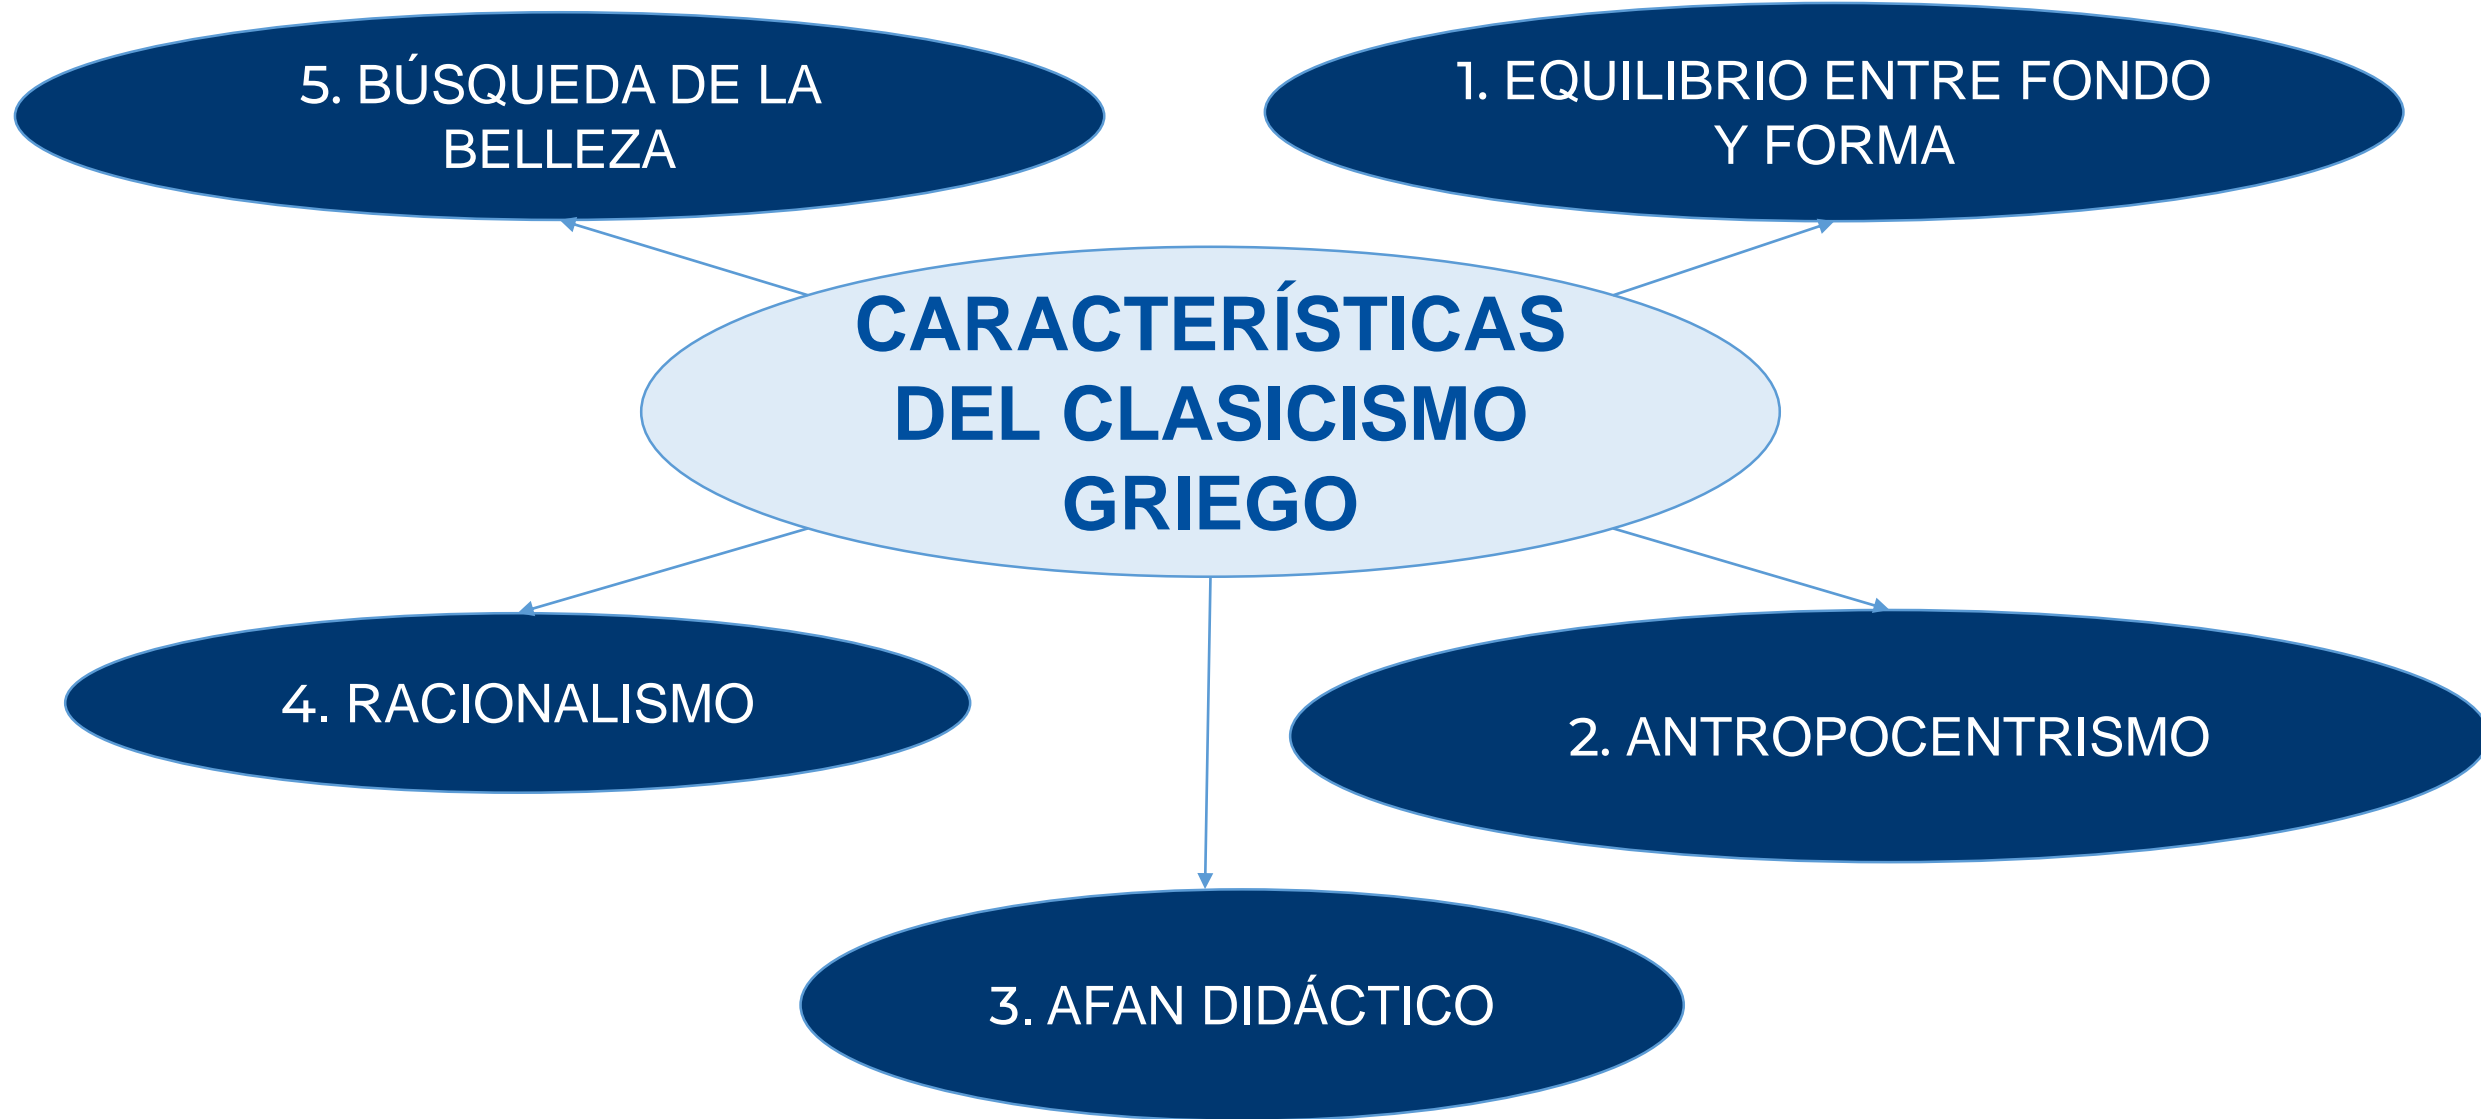 5. BÚSQUEDA DE LA
BELLEZA
1. EQUILIBRIO ENTRE FONDO
Y FORMA
CARACTERÍSTICAS
DEL CLASICISMO
GRIEGO
4. RACIONALISMO
2. ANTROPOCENTRISMO
3. AFAN DIDÁCTICO